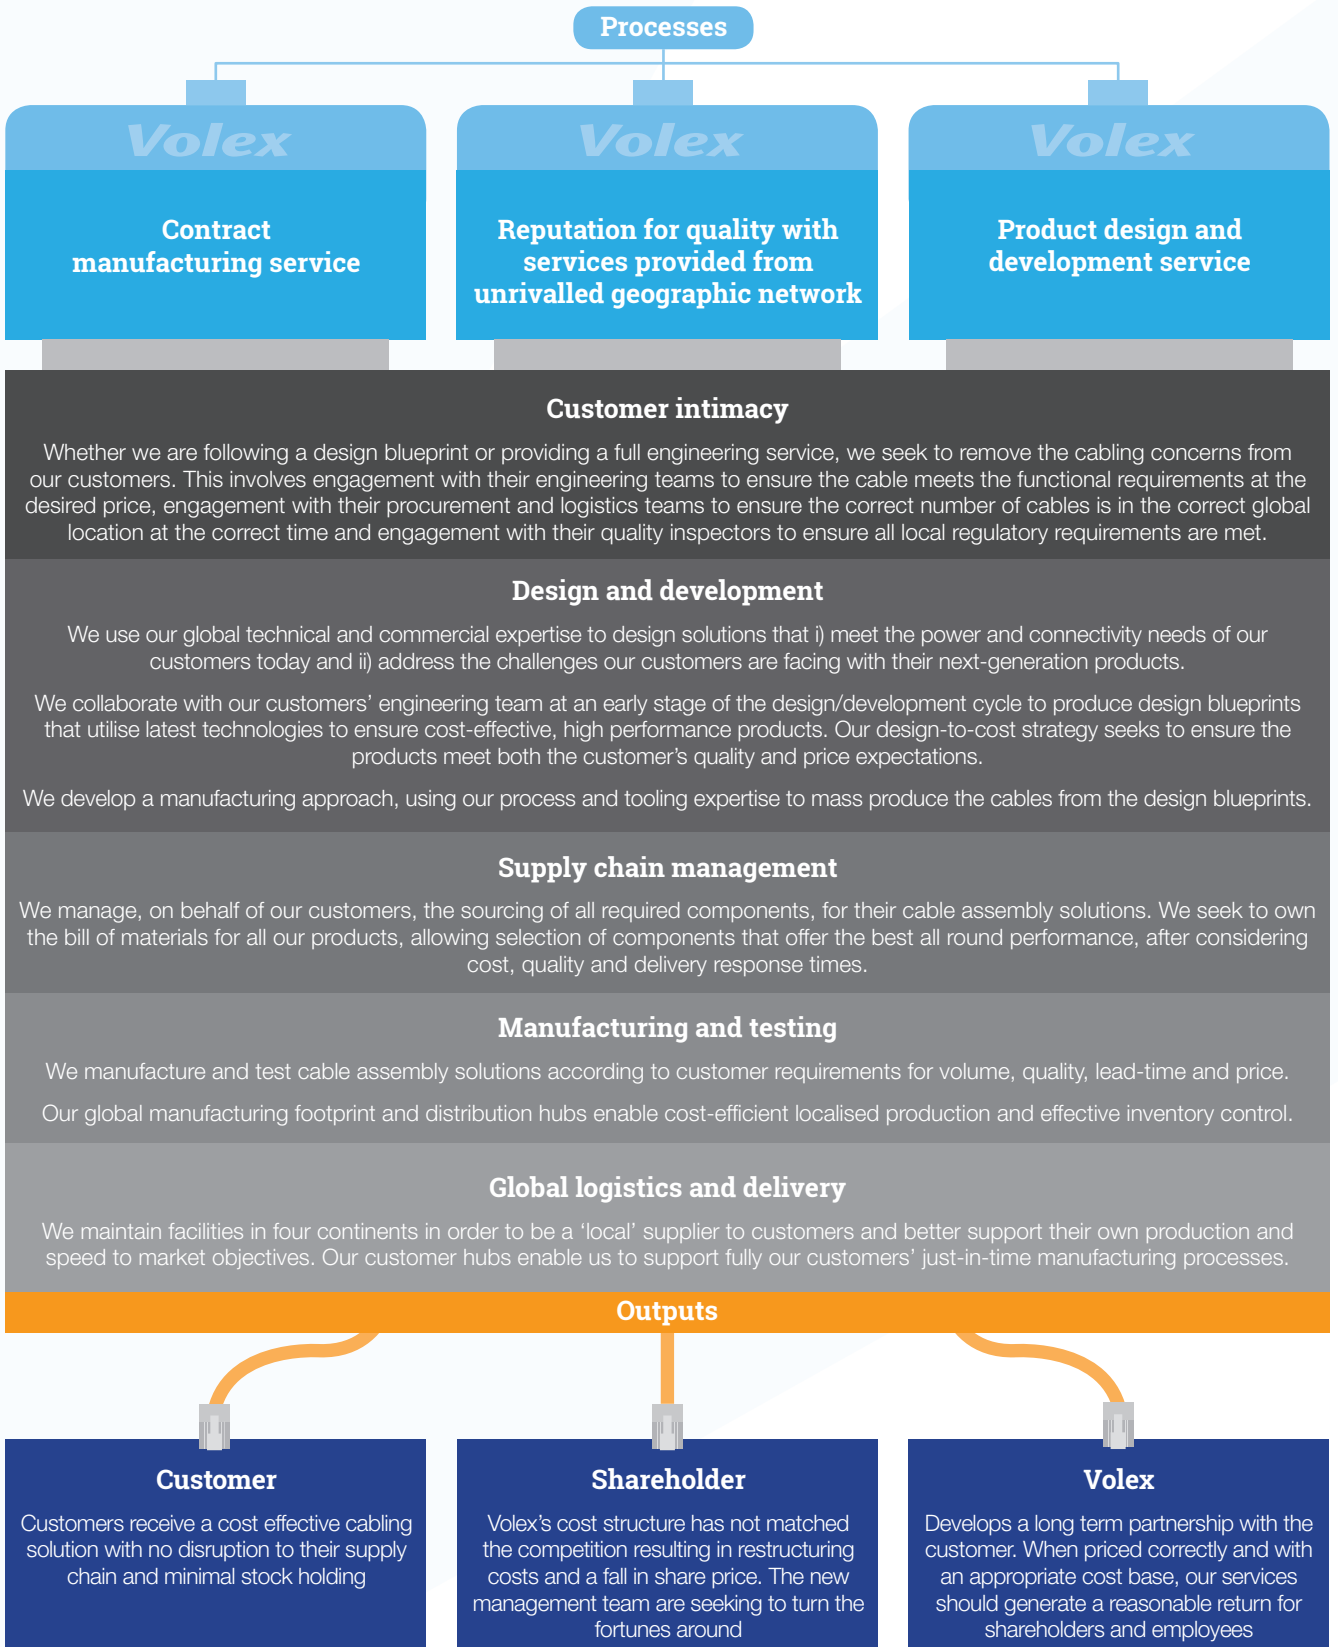 Processes
Volex
Volex
Volex
Contract
manufacturing service
Reputation for quality with
services provided from
unrivalled geographic network
Product design and
development service
Customer intimacy
Whether we are following a design blueprint or providing a full engineering service, we seek to remove the cabling concerns from
our customers. This involves engagement with their engineering teams to ensure the cable meets the functional requirements at the
desired price, engagement with their procurement and logistics teams to ensure the correct number of cables is in the correct global
location at the correct time and engagement with their quality inspectors to ensure all local regulatory requirements are met.
Design and development
We use our global technical and commercial expertise to design solutions that i) meet the power and connectivity needs of our
customers today and ii) address the challenges our customers are facing with their next-generation products.
We collaborate with our customers’ engineering team at an early stage of the design/development cycle to produce design blueprints
that utilise latest technologies to ensure cost-effective, high performance products. Our design-to-cost strategy seeks to ensure the
products meet both the customer’s quality and price expectations.
We develop a manufacturing approach, using our process and tooling expertise to mass produce the cables from the design blueprints.
Supply chain management
We manage, on behalf of our customers, the sourcing of all required components, for their cable assembly solutions. We seek to own
the bill of materials for all our products, allowing selection of components that offer the best all round performance, after considering
cost, quality and delivery response times.
Manufacturing and testing
We manufacture and test cable assembly solutions according to customer requirements for volume, quality, lead-time and price.
Our global manufacturing footprint and distribution hubs enable cost-efficient localised production and effective inventory control.
Global logistics and delivery
We maintain facilities in four continents in order to be a ‘local’ supplier to customers and better support their own production and
speed to market objectives. Our customer hubs enable us to support fully our customers’ just-in-time manufacturing processes.
Outputs
Customer
Customers receive a cost effective cabling
solution with no disruption to their supply
chain and minimal stock holding
Shareholder
Volex’s cost structure has not matched
the competition resulting in restructuring
costs and a fall in share price. The new
management team are seeking to turn the
fortunes around
Volex
Develops a long term partnership with the
customer. When priced correctly and with
an appropriate cost base, our services
should generate a reasonable return for
shareholders and employees